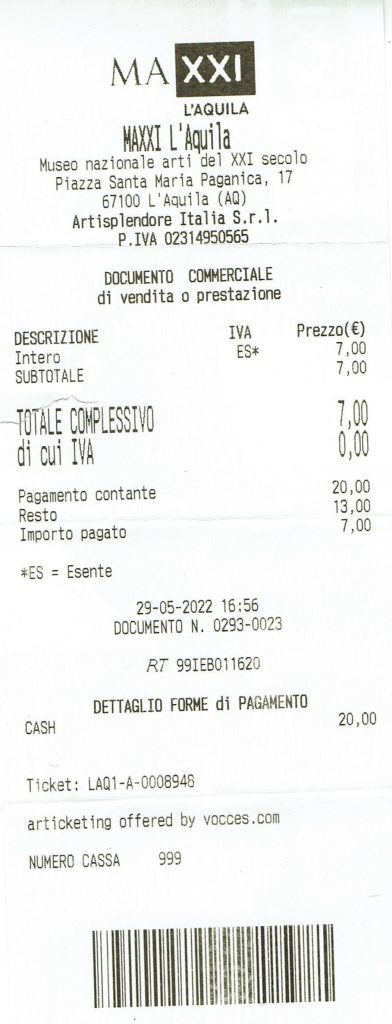 MAXXI
L'AQUILA
MAXXI L'Aquila
Museo nazionale arti del XXI secolo
Piazza Santa Maria Paganica, 17
67100 L'Aquila (AQ)
Artisplendore Italia S.r.l.
P.IVA 02314950565
DOCUMENTO COMMERCIALE
di vendita o prestazione
DESCRIZIONE IVA Prezzo(€)
Intero ES* 7,00
SUBTOTALE 7,00
TOTALE COMPLESSIVO 7,00
di cui IVA 0,00
Pagamento contante 20,00
Resto 13,00
Importo pagato 7,00
*ES = Esente
29-05-2022 16:56
DOCUMENTO N. 0293-0023
RT 99IEB011620
DETTAGLIO FORME di PAGAMENTO
CASH 20,00
Ticket: LAQ1-A-0008948
articketing offered by vocces.com
NUMERO CASSA 999